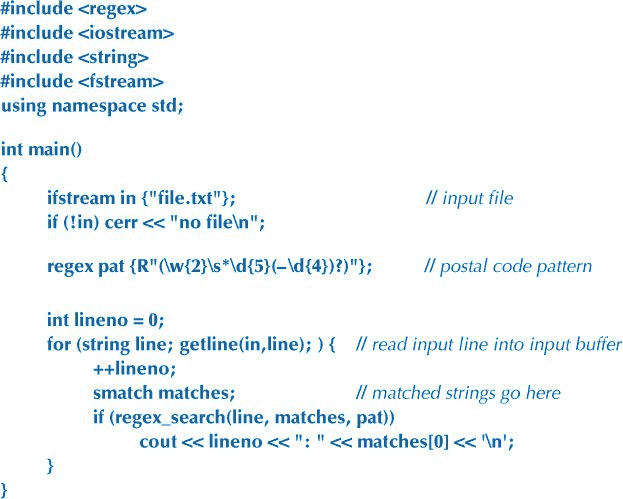 #include <regex>
#include <iostream>
#include <string>
#include <fstream>
using namespace std;
int main()
{
ifstream in {"file.txt"}; // input file
if (!in) cerr << "no file\n";
regex pat {R"(\w{2}\s*\d{5}(–\d{4})?)"}; // postal code pattern
int lineno = 0;
for (string line; getline(in,line); ) { // read input line into input buffer
++lineno;
smatch matches; // matched strings go here
if (regex_search(line, matches, pat))
cout << lineno << ": " << matches[0] << '\n';
}
}